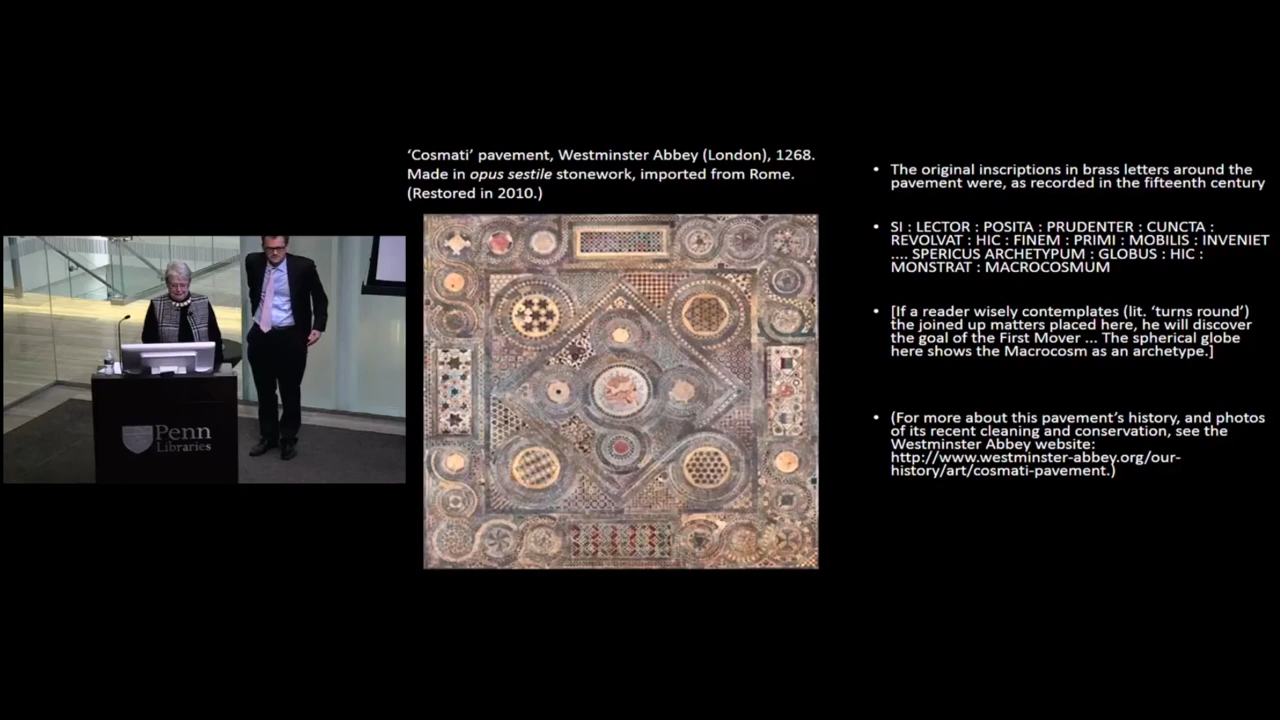 ‘Cosmati’ pavement, Westminster Abbey (London), 1268.
Made in opus sestile stonework, imported from Rome.
(Restored in 2010.)
• The original inscriptions in brass letters around the
pavement were, as recorded in the fifteenth century
• SI : LECTOR : POSITA : PRUDENTER : CUNCTA :
REVOLVAT : HIC : FINEM : PRIMI : MOBILIS : INVENIET
.... SPERICUS ARCHETYPUM : GLOBUS : HIC :
MONSTRAT : MACROCOSMUM
• [If a reader wisely contemplates (lit. ‘turns round’)
the joined up matters placed here, he will discover
the goal of the First Mover ... The spherical globe
here shows the Macrocosm as an archetype.]
• (For more about this pavement’s history, and photos
of its recent cleaning and conservation, see the
Westminster Abbey website:
http://www.westminster-abbey.org/our-
history/art/cosmati-pavement.)
Penn
Libraries